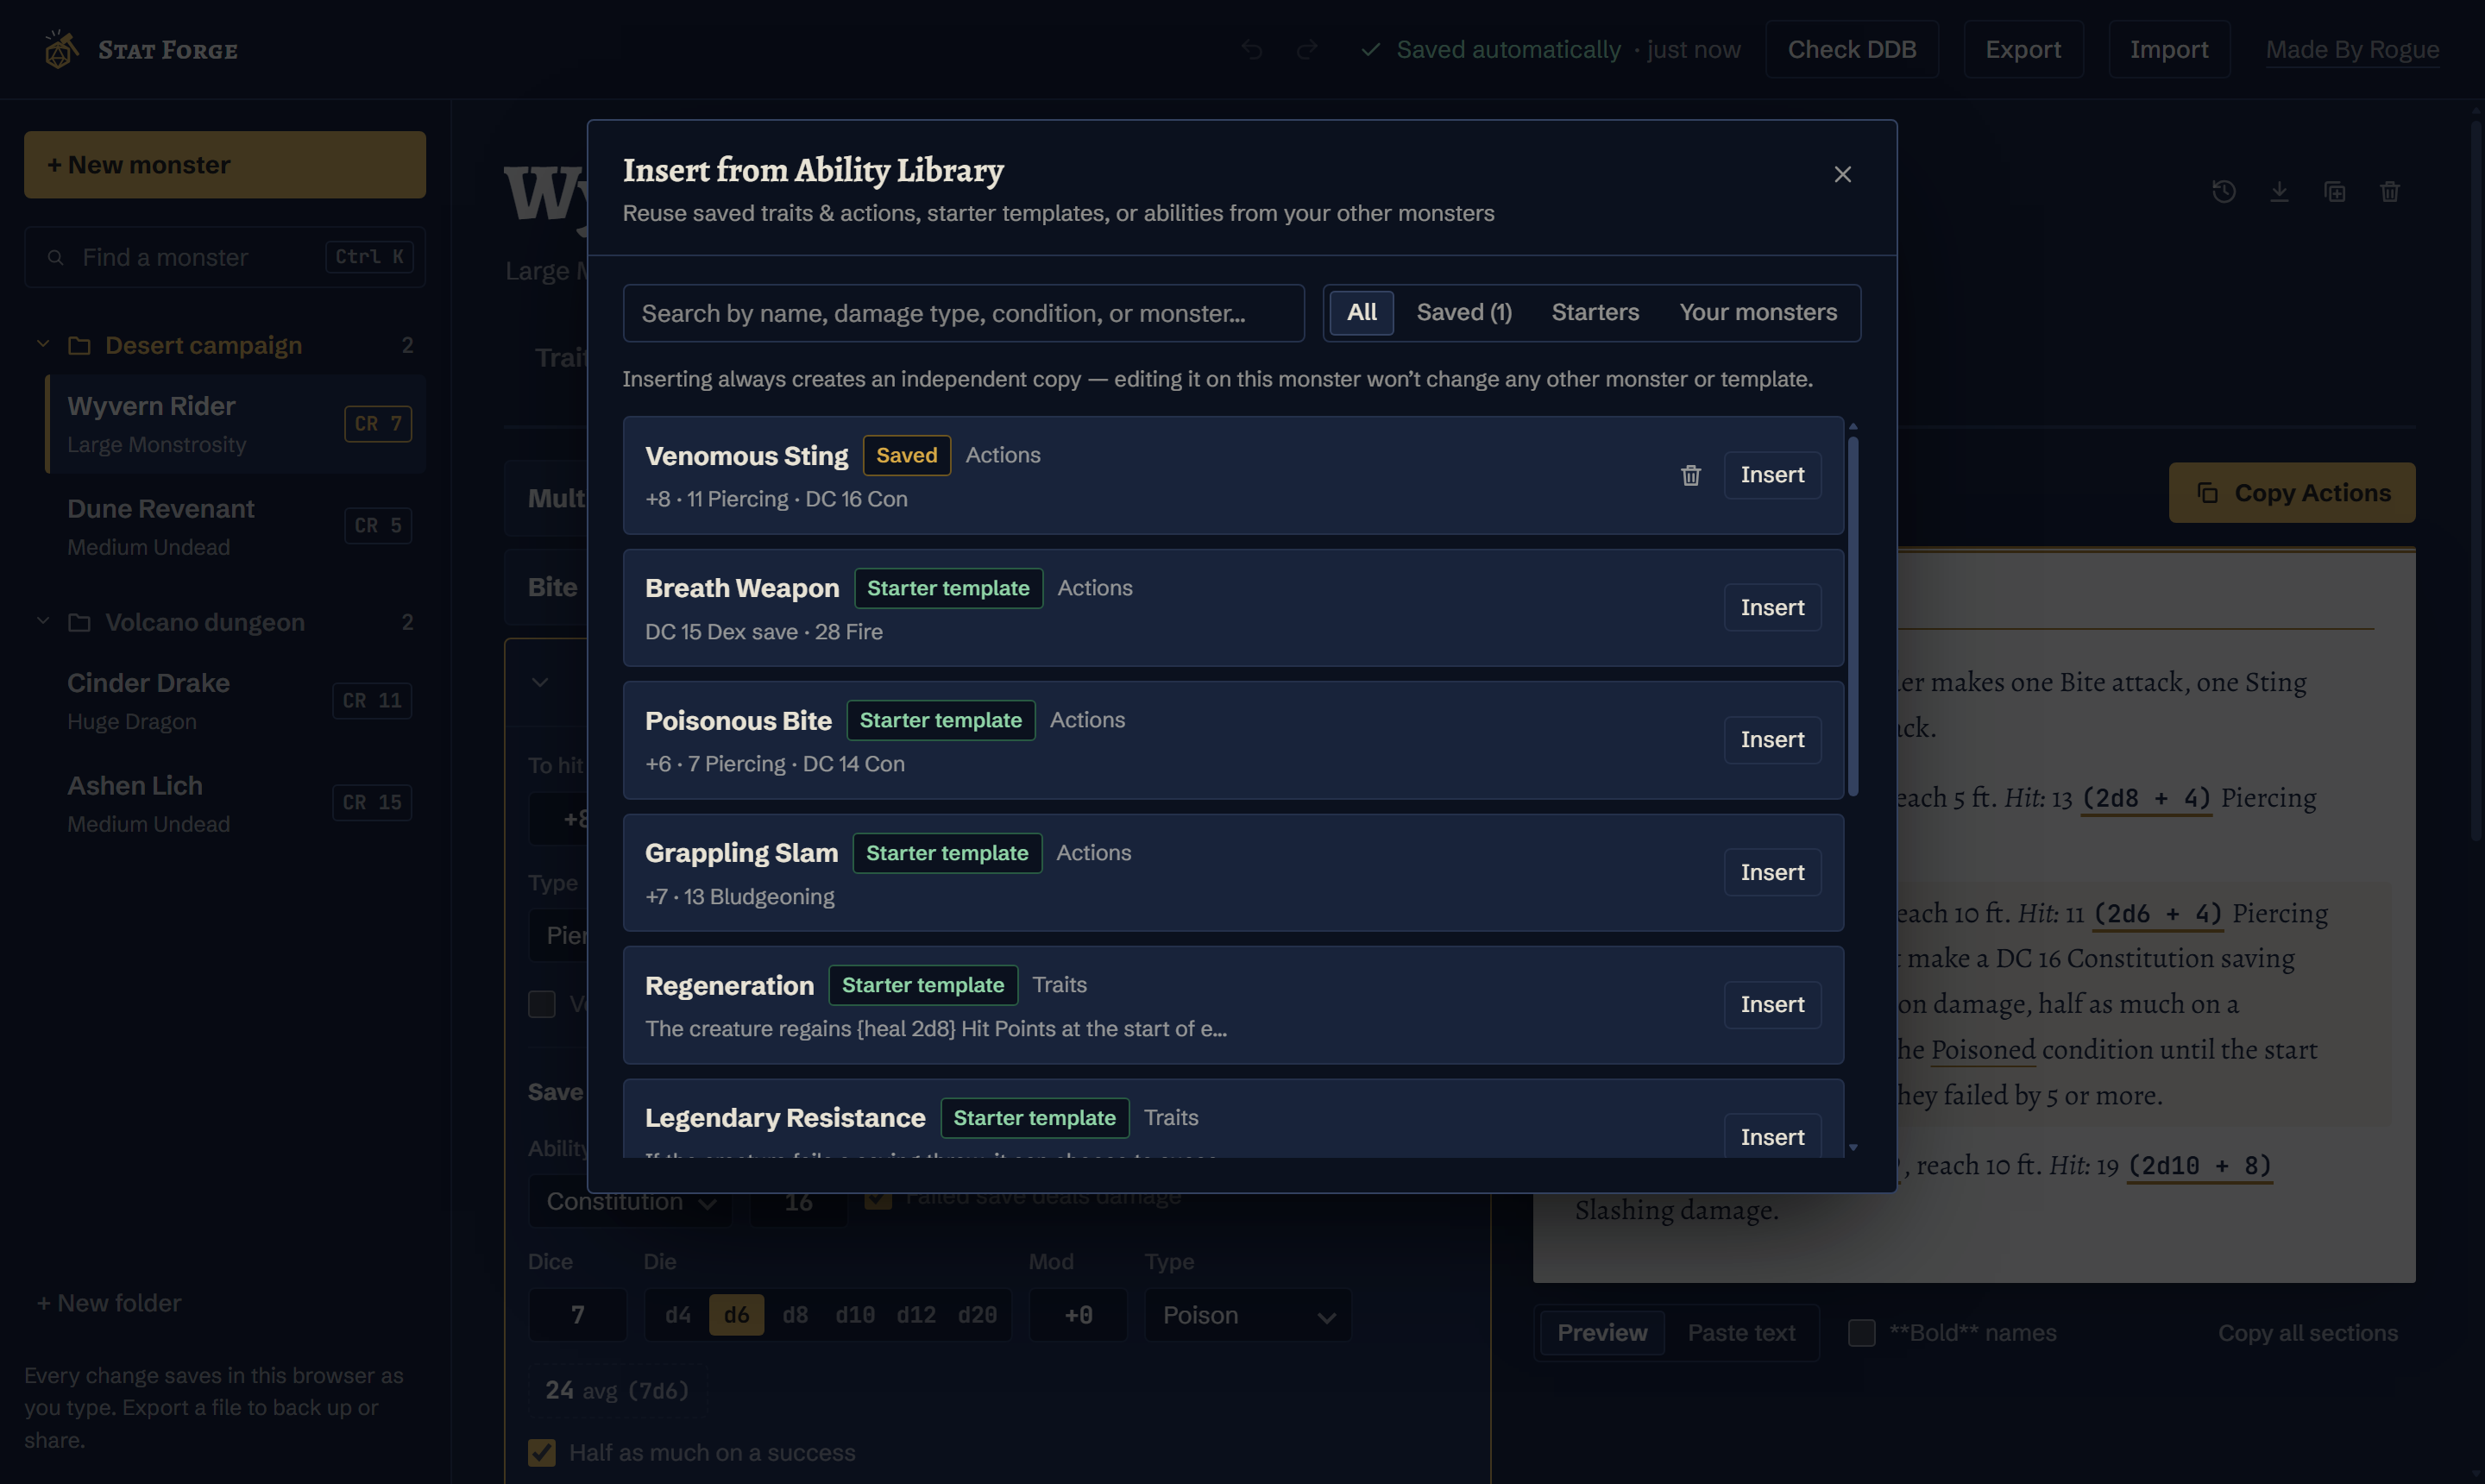 STAT FORGE
Saved automatically · just now
Check DDB
Export
Import
Made By Rogue
+ New monster
Find a monster
Ctrl K
Desert campaign 2
Wyvern Rider
Large Monstrosity
CR 7
Dune Revenant
Medium Undead
CR 5
Volcano dungeon 2
Cinder Drake
Huge Dragon
CR 11
Ashen Lich
Medium Undead
CR 15
+ New folder
Every change saves in this browser as
you type. Export a file to back up or
share.
Large
Insert from Ability Library
Reuse saved traits & actions, starter templates, or abilities from your other monsters
Search by name, damage type, condition, or monster...
All
Saved (1)
Starters
Your monsters
Inserting always creates an independent copy — editing it on this monster won’t change any other monster or template.
Venomous Sting Saved Actions
+8 · 11 Piercing · DC 16 Con
Insert
Breath Weapon Starter template Actions
DC 15 Dex save · 28 Fire
Insert
Poisonous Bite Starter template Actions
+6 · 7 Piercing · DC 14 Con
Insert
Grappling Slam Starter template Actions
+7 · 13 Bludgeoning
Insert
Regeneration Starter template Traits
The creature regains {heal 2d8} Hit Points at the start of e...
Insert
Legendary Resistance Starter template Traits
Insert
Bite
To hit
Type
Save
Constitution
16
Failed save deals damage
Dice
Die
Mod
Type
7
d4 d6 d8 d10 d12 d20
+0
Poison
24 avg (7d6)
Half as much on a success
Copy Actions
makes one Bite attack, one Sting
reach 5 ft. Hit: 13 (2d8 + 4) Piercing
reach 10 ft. Hit: 11 (2d6 + 4) Piercing
make a DC 16 Constitution saving
damage, half as much on a
Poisoned condition until the start
they failed by 5 or more.
, reach 10 ft. Hit: 19 (2d10 + 8)
Slashing damage.
Preview
Paste text
**Bold** names
Copy all sections